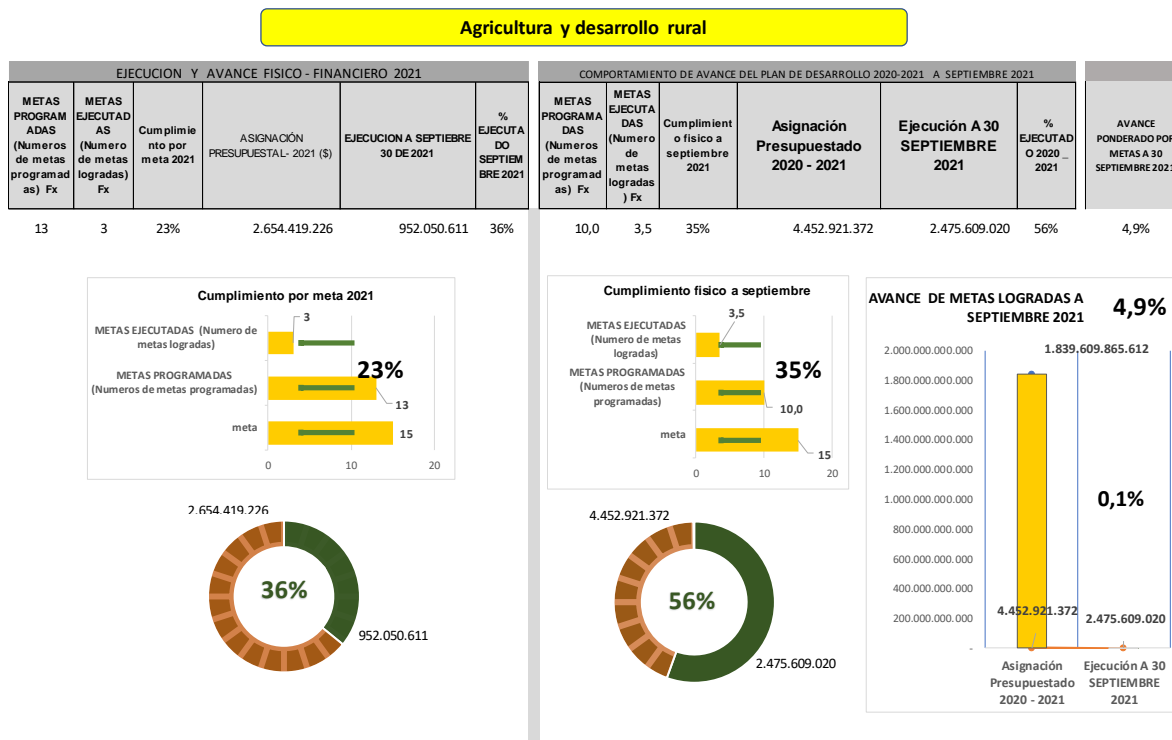 Agricultura y desarrollo rural
EJECUCION Y AVANCE FISICO - FINANCIERO 2021
METAS
PROGRAM
ADAS
(Numeros
de metas
programad
as) Fx
METAS
EJECUTAD
AS
(Numero
de metas
logradas)
Fx
Cumplimie
nto por
meta 2021
ASIGNACIÓN
PRESUPUESTAL- 2021 ($)
EJECUCION A SEPTIEBRE
30 DE 2021
%
EJECUTA
DO
SEPTIEM
BRE 2021
13
3
23%
2.654.419.226
952.050.611
36%
COMPORTAMIENTO DE AVANCE DEL PLAN DE DESARROLLO 2020-2021 A SEPTIEMBRE 2021
METAS
PROGRAMA
DAS
(Numeros de
metas
programad
as) Fx
METAS
EJECUTA
DAS
(Numero
de
metas
logradas
) Fx
Cumplimient
o fisico a
septiembre
2021
Asignación
Presupuestado
2020 - 2021
Ejecución A 30
SEPTIEMBRE
2021
%
EJECUTAD
O 2020 _
2021
AVANCE
PONDERADO POR
METAS A 30
SEPTIEMBRE 2021
10,0
3,5
35%
4.452.921.372
2.475.609.020
56%
4,9%
Cumplimiento por meta 2021
METAS EJECUTADAS (Numero de
metas logradas)
METAS PROGRAMADAS
(Numeros de metas programadas)
meta
3
23%
13
15
0
10
20
Cumplimiento fisico a septiembre
METAS EJECUTADAS
(Numero de metas
logradas)
METAS PROGRAMADAS
(Numeros de metas
programadas)
meta
3,5
35%
10,0
15
0
10
20
AVANCE DE METAS LOGRADAS A
SEPTIEMBRE 2021
4,9%
2.000.000.000.000
1.800.000.000.000
1.600.000.000.000
1.400.000.000.000
1.200.000.000.000
1.000.000.000.000
800.000.000.000
600.000.000.000
400.000.000.000
200.000.000.000
-
1.839.609.865.612
0,1%
4.452.921.372
2.475.609.020
Asignación
Presupuestado
2020 - 2021
Ejecución A 30
SEPTIEMBRE
2021
2.654.419.226
36%
952.050.611
4.452.921.372
56%
2.475.609.020